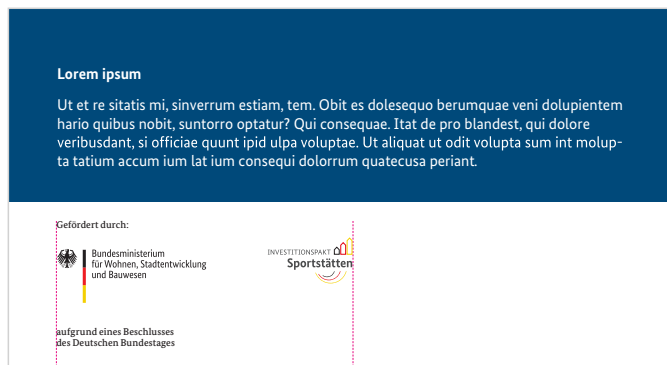 Lorem ipsum
Ut et re sitatis mi, sinverrum estiam, tem. Obit es dolesequo berumquae veni dolupientem
hario quibus nobit, suntorro optatur? Qui consequae. Itat de pro blandest, qui dolore
veribusdant, si officiae quunt ipid ulpa voluptae. Ut aliquat ut odit volupta sum int molup-
ta tatium accum ium lat ium consequi dolorrum quatecusa periant.
Gefördert durch:
Bundesministerium
für Wohnen, Stadtentwicklung
und Bauwesen
INVESTITIONSPAKT
Sportstätten
aufgrund eines Beschlusses
des Deutschen Bundestages